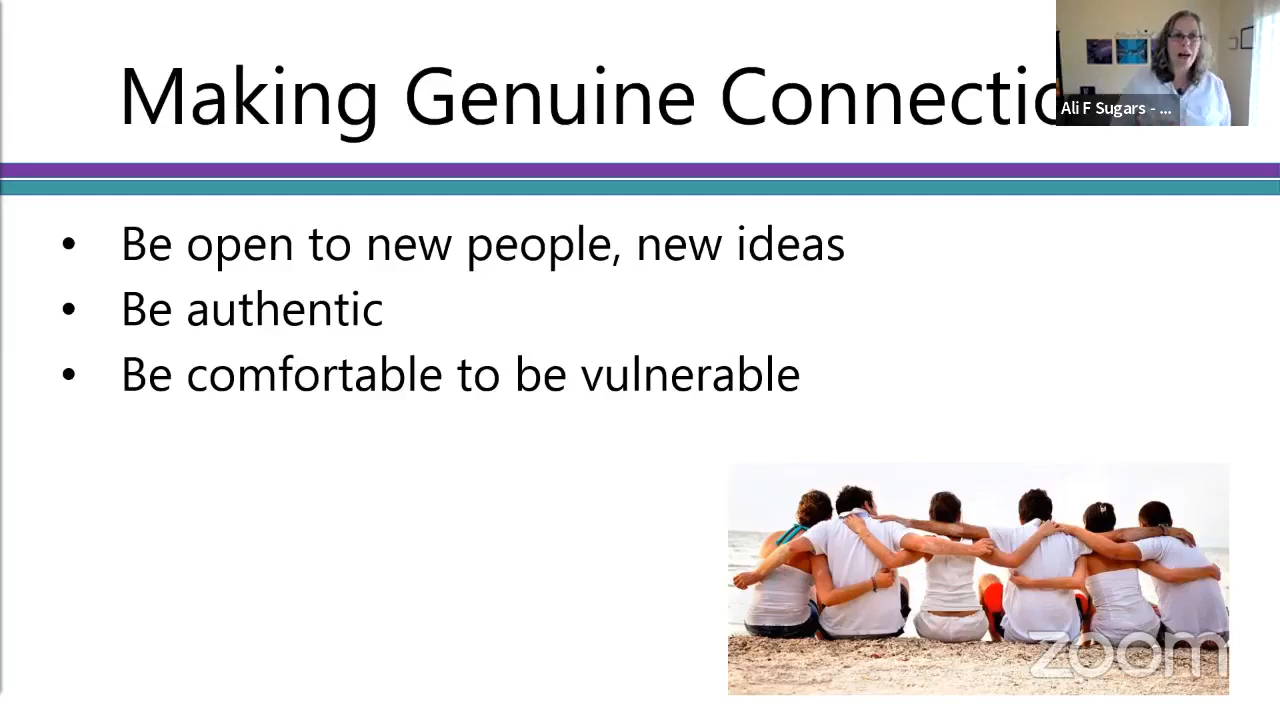 Making Genuine Connectio
Ali F Sugars - ...
• Be open to new people, new ideas
• Be authentic
• Be comfortable to be vulnerable
zoom